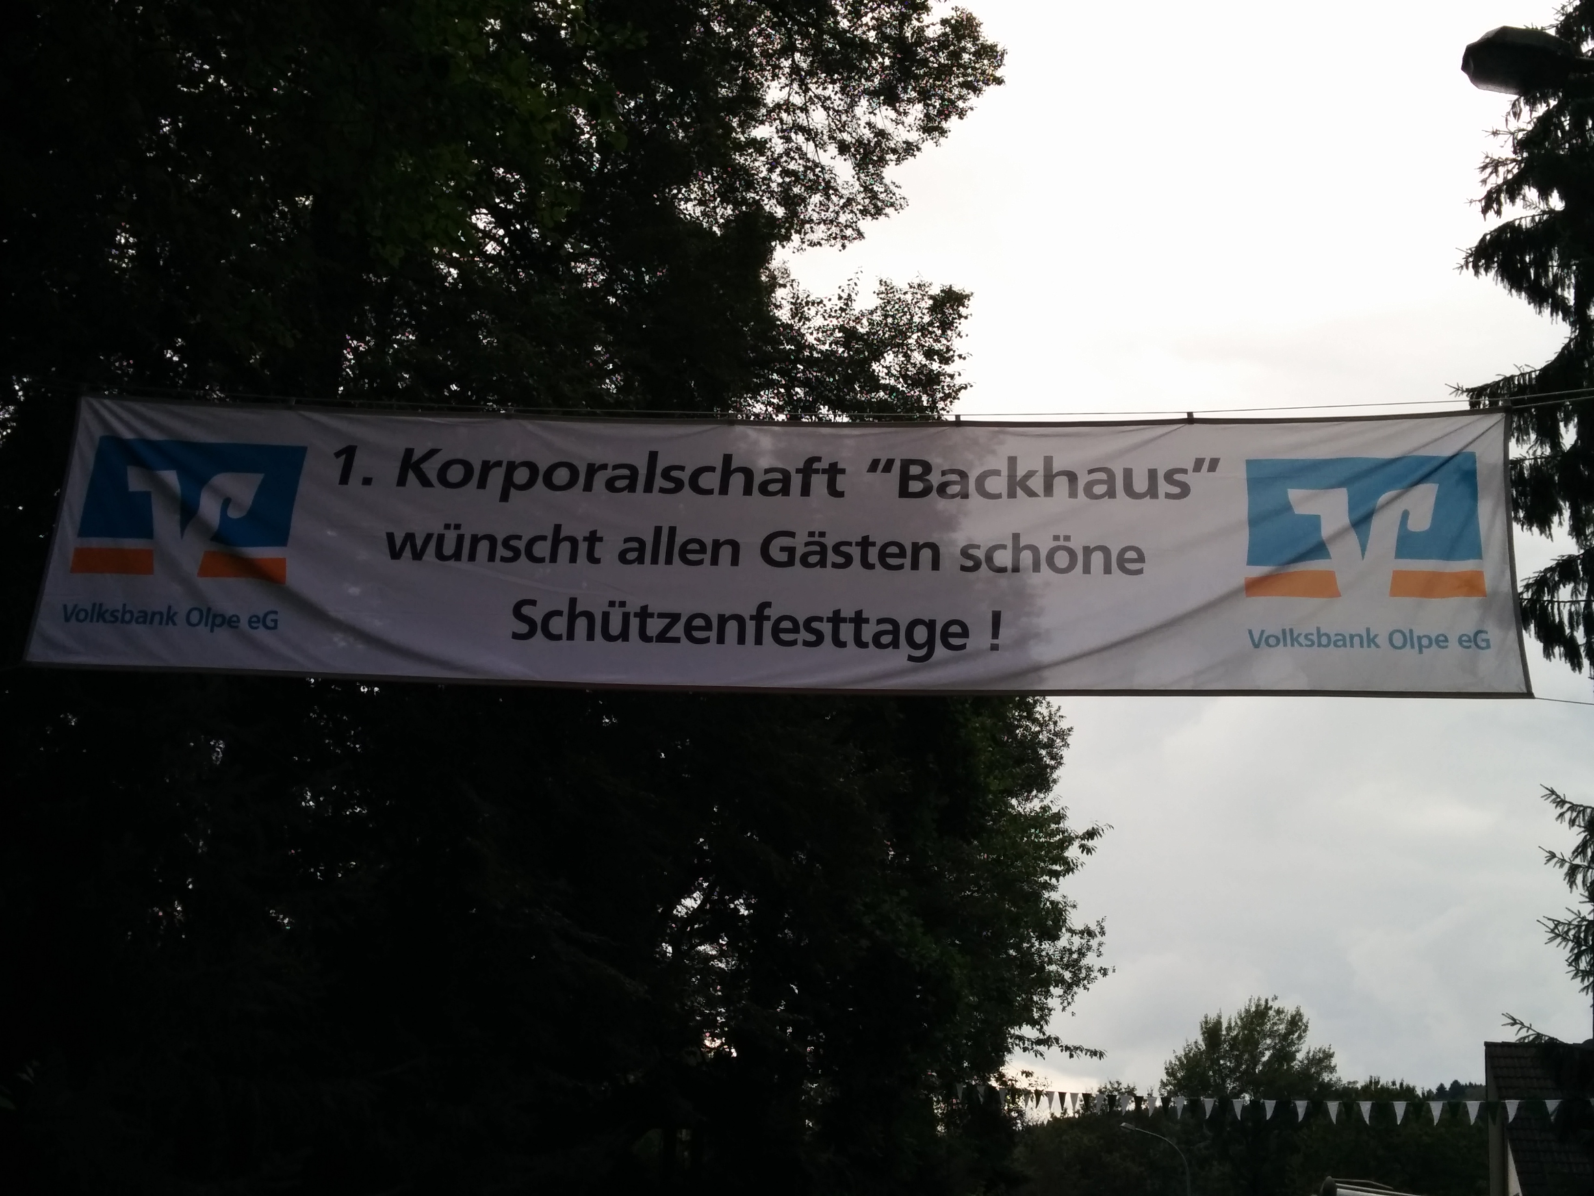 1. Korporalschaft “Backhaus”
wünscht allen Gästen schöne
Schützenfesttage !
Volksbank Olpe eG
Volksbank Olpe eG